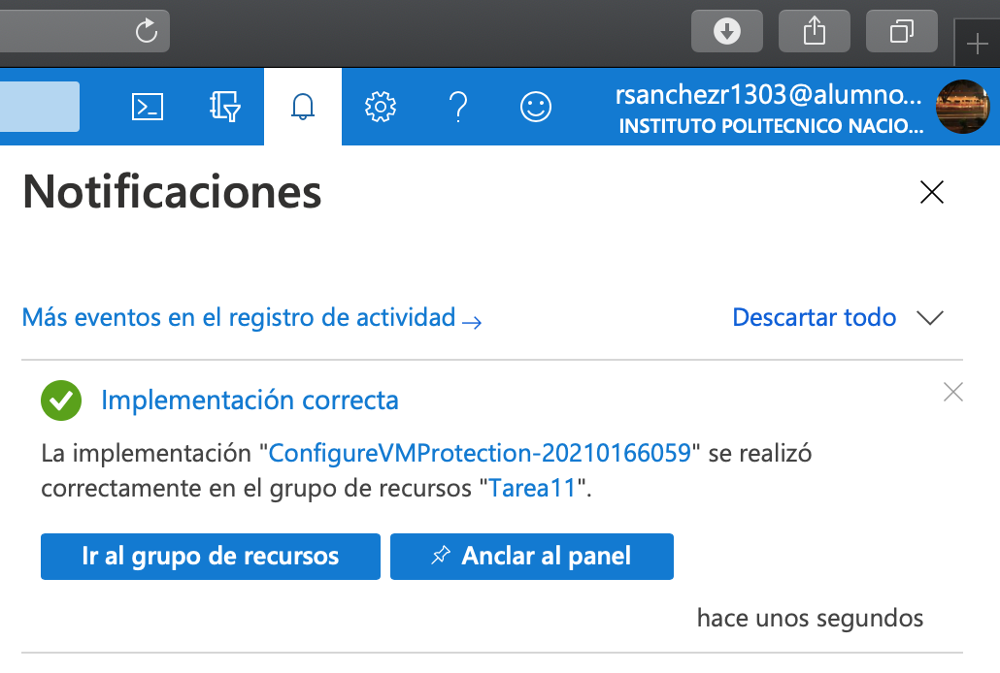 rsanchezr1303@alumno...
INSTITUTO POLITECNICO NACIO...
Notificaciones
Más eventos en el registro de actividad →
Descartar todo
Implementación correcta
La implementación "ConfigureVMProtection-20210166059" se realizó
correctamente en el grupo de recursos "Tarea11".
Ir al grupo de recursos
Anclar al panel
hace unos segundos